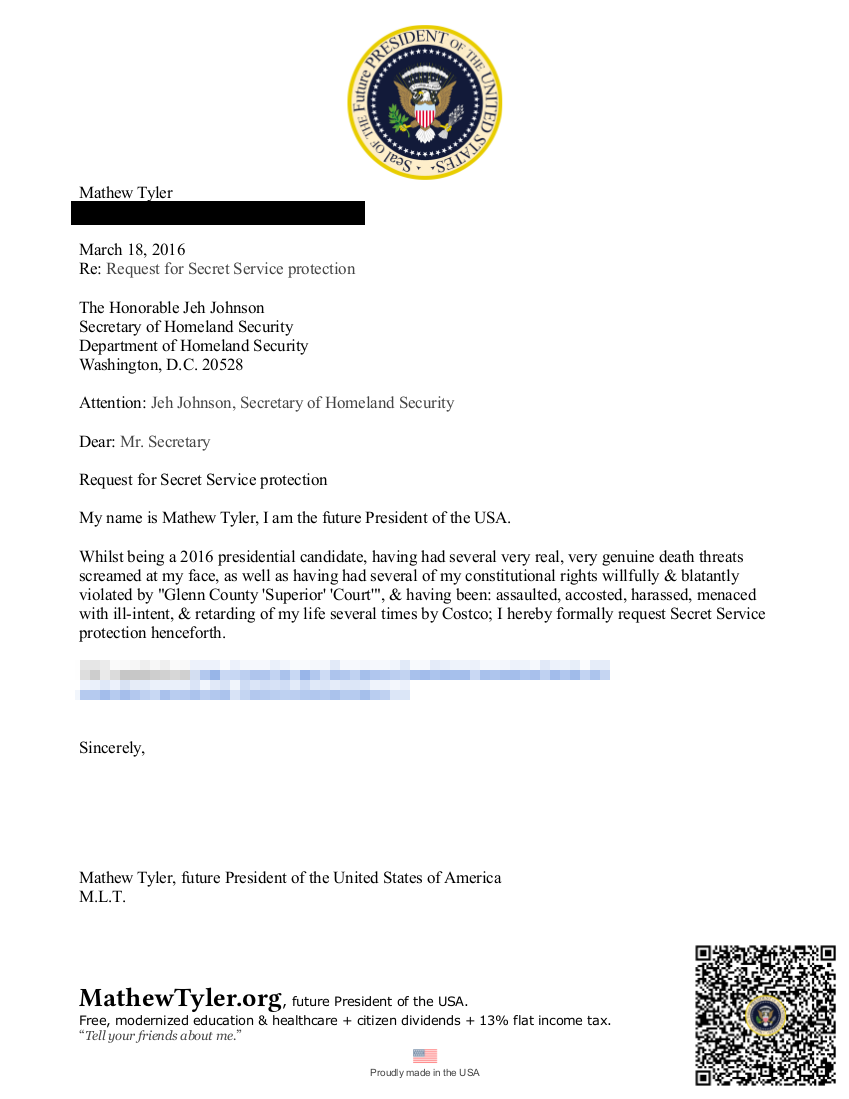 Seal OF THE Future PRESIDENT OF THE UNITED STATES
Mathew Tyler
March 18, 2016
Re: Request for Secret Service protection
The Honorable Jeh Johnson
Secretary of Homeland Security
Department of Homeland Security
Washington, D.C. 20528
Attention: Jeh Johnson, Secretary of Homeland Security
Dear: Mr. Secretary
Request for Secret Service protection
My name is Mathew Tyler, I am the future President of the USA.
Whilst being a 2016 presidential candidate, having had several very real, very genuine death threats
screamed at my face, as well as having had several of my constitutional rights willfully & blatantly
violated by "Glenn County 'Superior' 'Court'", & having been: assaulted, accosted, harassed, menaced
with ill-intent, & retarding of my life several times by Costco; I hereby formally request Secret Service
protection henceforth.
Sincerely,
Mathew Tyler, future President of the United States of America
M.L.T.
MathewTyler.org, future President of the USA.
Free, modernized education & healthcare + citizen dividends + 13% flat income tax.
“Tell your friends about me.”
Proudly made in the USA